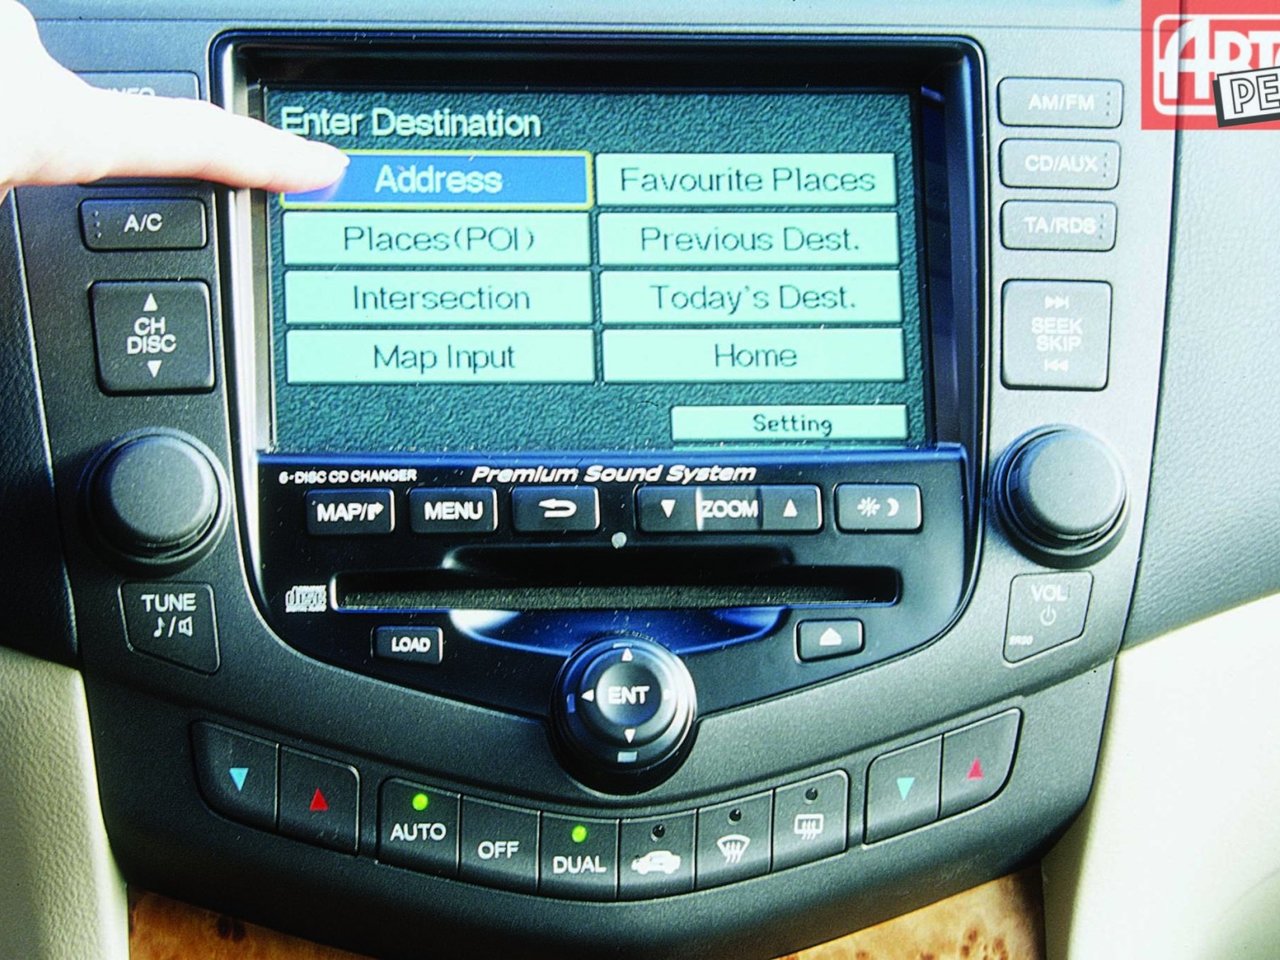 Enter Destination
Address
Favourite Places
Places(POI)
Previous Dest.
Intersection
Today's Dest.
Map Input
Home
Setting
A/C
▲
CH
DISC
▼
TUNE
AM/FM
CD/AUX
TA/RDS
SEEK
SKIP
VOL
6-DISC CD CHANGER
Premium Sound System
MAP/
MENU
▼ ZOOM ▲
LOAD
ENT
AUTO
OFF
DUAL